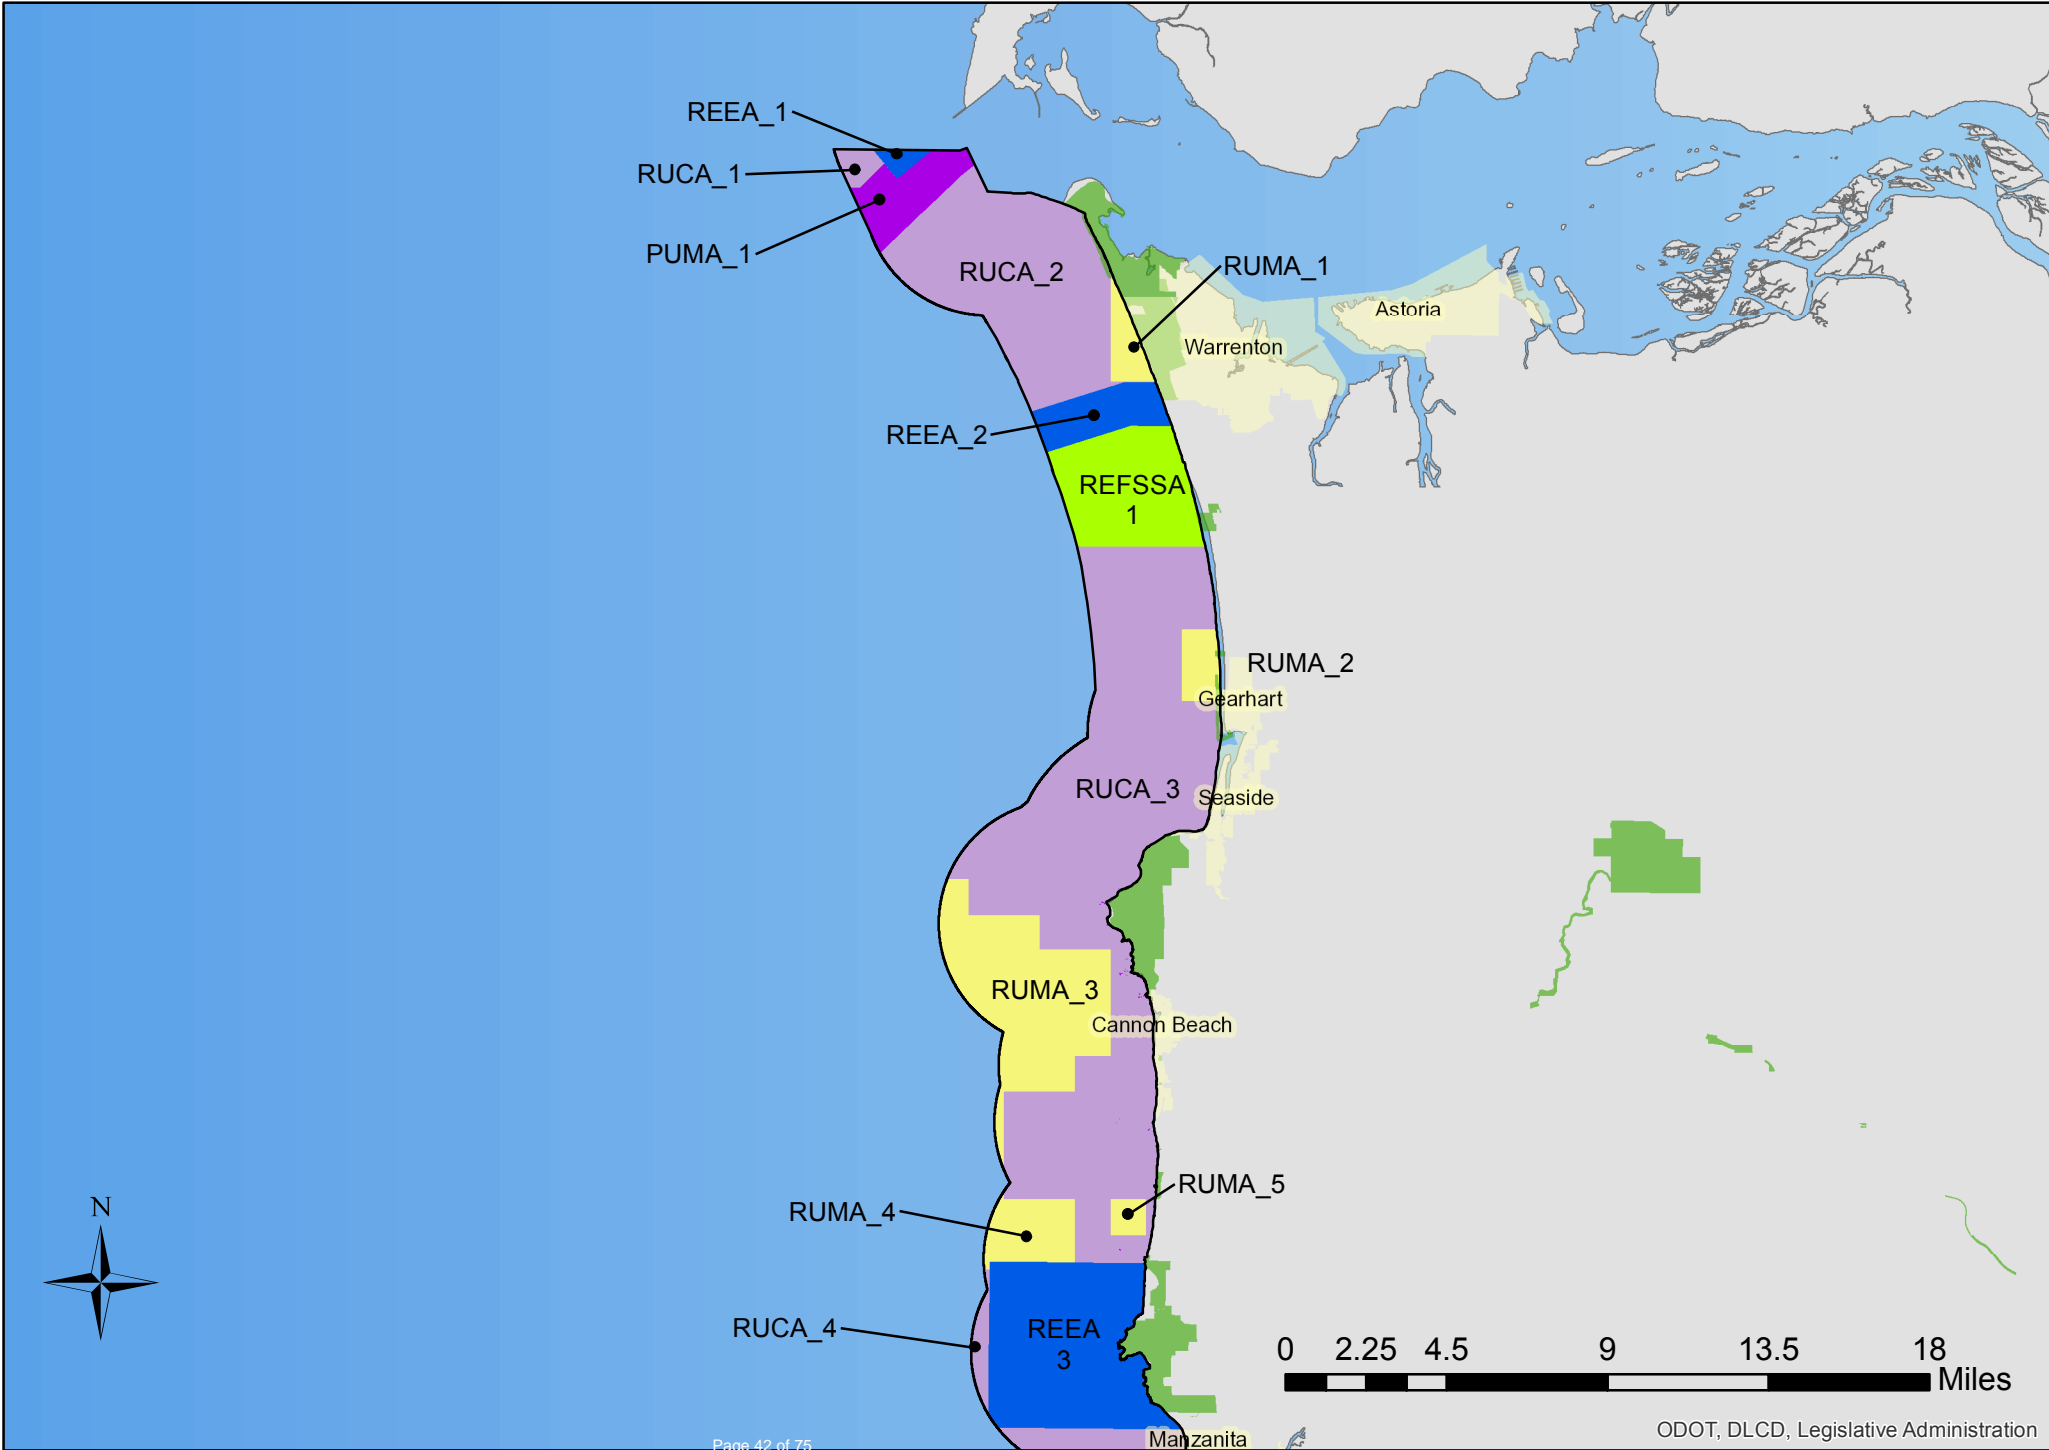 REEA_1
RUCA_1
PUMA_1
RUCA_2
RUMA_1
Astoria
Warrenton
REEA_2
REFSSA
1
RUMA_2
Gearhart
RUCA_3
Seaside
RUMA_3
Cannon Beach
RUMA_5
RUMA_4
N
RUCA_4
REEA
3
0 2.25 4.5 9 13.5 18
Miles
ODOT, DLCD, Legislative Administration
Manzanita
Page 42 of 75